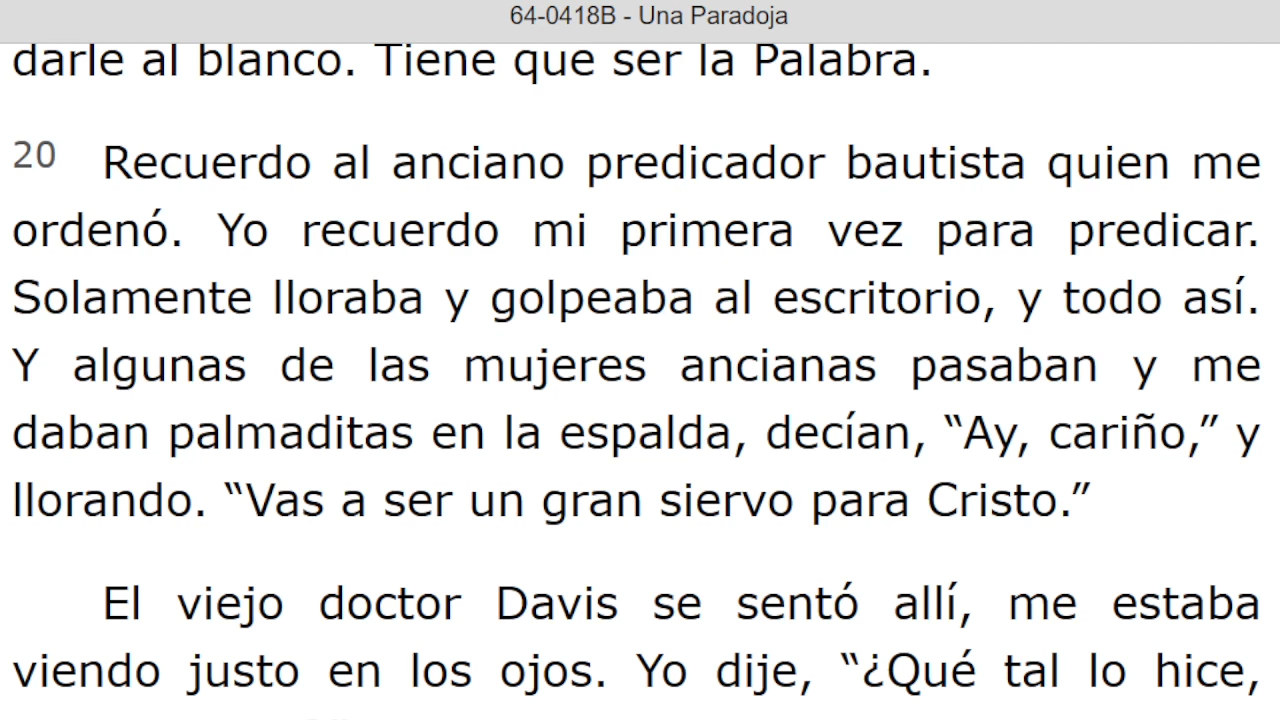 64-0418B - Una Paradoja
darle al blanco. Tiene que ser la Palabra.
20 Recuerdo al anciano predicador bautista quien me
ordenó. Yo recuerdo mi primera vez para predicar.
Solamente lloraba y golpeaba al escritorio, y todo así.
Y algunas de las mujeres ancianas pasaban y me
daban palmaditas en la espalda, decían, “Ay, cariño,” y
llorando. “Vas a ser un gran siervo para Cristo.”
El viejo doctor Davis se sentó allí, me estaba
viendo justo en los ojos. Yo dije, “¿Qué tal lo hice,